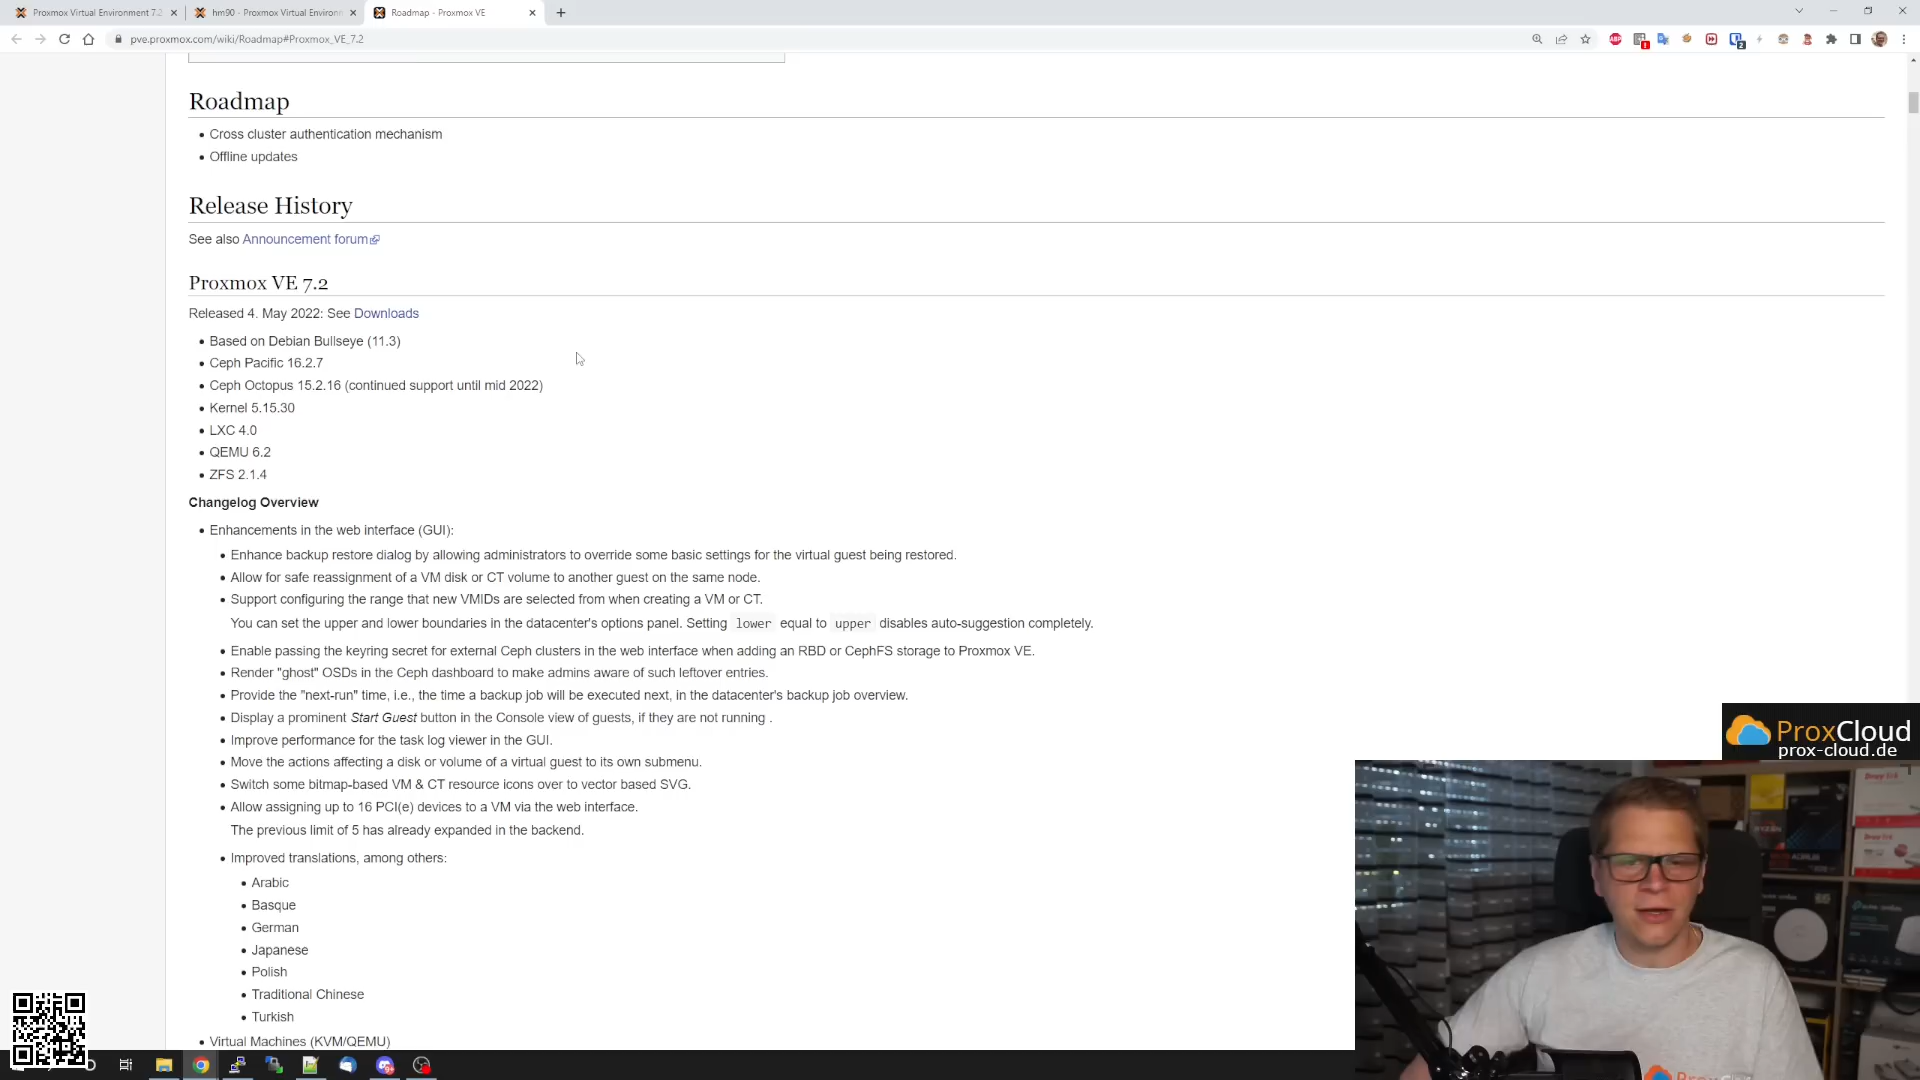 Proxmox Virtual Environment 7.2
hm90 - Proxmox Virtual Environm
Roadmap - Proxmox VE
pve.proxmox.com/wiki/Roadmap#Proxmox_VE_7.2
ABP
2
Roadmap
Cross cluster authentication mechanism
Offline updates
Release History
See also Announcement forum
Proxmox VE 7.2
Released 4. May 2022: See Downloads
Based on Debian Bullseye (11.3)
Ceph Pacific 16.2.7
Ceph Octopus 15.2.16 (continued support until mid 2022)
Kernel 5.15.30
LXC 4.0
QEMU 6.2
ZFS 2.1.4
Changelog Overview
Enhancements in the web interface (GUI):
Enhance backup restore dialog by allowing administrators to override some basic settings for the virtual guest being restored.
Allow for safe reassignment of a VM disk or CT volume to another guest on the same node.
Support configuring the range that new VMIDs are selected from when creating a VM or CT.
You can set the upper and lower boundaries in the datacenter's options panel. Setting lower equal to upper disables auto-suggestion completely.
Enable passing the keyring secret for external Ceph clusters in the web interface when adding an RBD or CephFS storage to Proxmox VE.
Render "ghost" OSDs in the Ceph dashboard to make admins aware of such leftover entries.
Provide the "next-run" time, i.e., the time a backup job will be executed next, in the datacenter's backup job overview.
Display a prominent Start Guest button in the Console view of guests, if they are not running .
Improve performance for the task log viewer in the GUI.
Move the actions affecting a disk or volume of a virtual guest to its own submenu.
Switch some bitmap-based VM & CT resource icons over to vector based SVG.
Allow assigning up to 16 PCI(e) devices to a VM via the web interface.
The previous limit of 5 has already expanded in the backend.
Improved translations, among others:
Arabic
Basque
German
Japanese
Polish
Traditional Chinese
Turkish
Virtual Machines (KVM/QEMU)
ProxCloud
prox-cloud.de
RYZEN